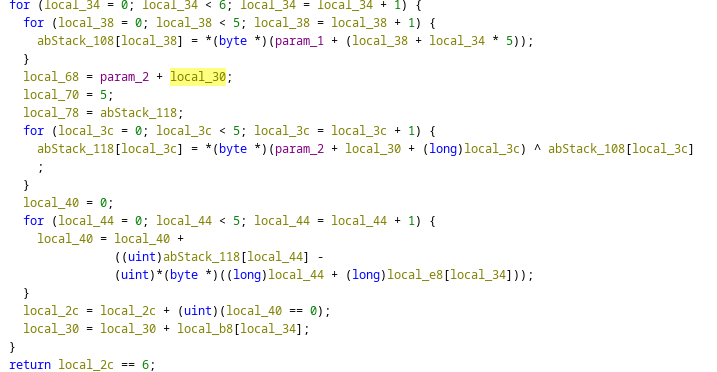 for (local_34 = 0; local_34 < 6; local_34 = local_34 + 1) {
for (local_38 = 0; local_38 < 5; local_38 = local_38 + 1) {
abStack_108[local_38] = *(byte *)(param_1 + (local_38 + local_34 * 5));
}
local_68 = param_2 + local_30;
local_70 = 5;
local_78 = abStack_118;
for (local_3c = 0; local_3c < 5; local_3c = local_3c + 1) {
abStack_118[local_3c] = *(byte *)(param_2 + local_30 + (long)local_3c) ^ abStack_108[local_3c]
;
}
local_40 = 0;
for (local_44 = 0; local_44 < 5; local_44 = local_44 + 1) {
local_40 = local_40 +
((uint)abStack_118[local_44] -
(uint)*(byte *)((long)local_44 + (long)local_e8[local_34]));
}
local_2c = local_2c + (uint)(local_40 == 0);
local_30 = local_30 + local_b8[local_34];
}
return local_2c == 6;